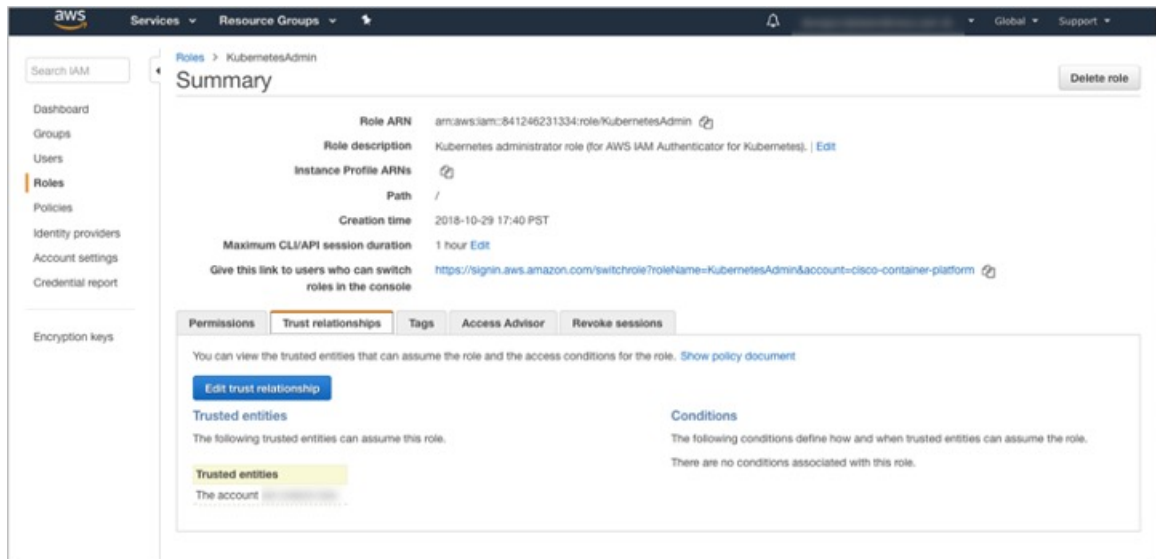 aws
Services
Resource Groups
Global
Support
Search IAM
Dashboard
Groups
Users
Roles
Policies
Identity providers
Account settings
Credential report
Encryption keys
Roles > KubernetesAdmin
Summary
Delete role
Role ARN arn:aws:iam::841246231334:role/KubernetesAdmin
Role description Kubernetes administrator role (for AWS IAM Authenticator for Kubernetes). | Edit
Instance Profile ARNs
Path /
Creation time 2018-10-29 17:40 PST
Maximum CLI/API session duration 1 hour Edit
Give this link to users who can switch https://signin.aws.amazon.com/switchrole?roleName=KubernetesAdmin&account=cisco-container-platform
roles in the console
Permissions Trust relationships Tags Access Advisor Revoke sessions
You can view the trusted entities that can assume the role and the access conditions for the role. Show policy document
Edit trust relationship
Trusted entities
The following trusted entities can assume this role.
Trusted entities
The account
Conditions
The following conditions define how and when trusted entities can assume the role.
There are no conditions associated with this role.